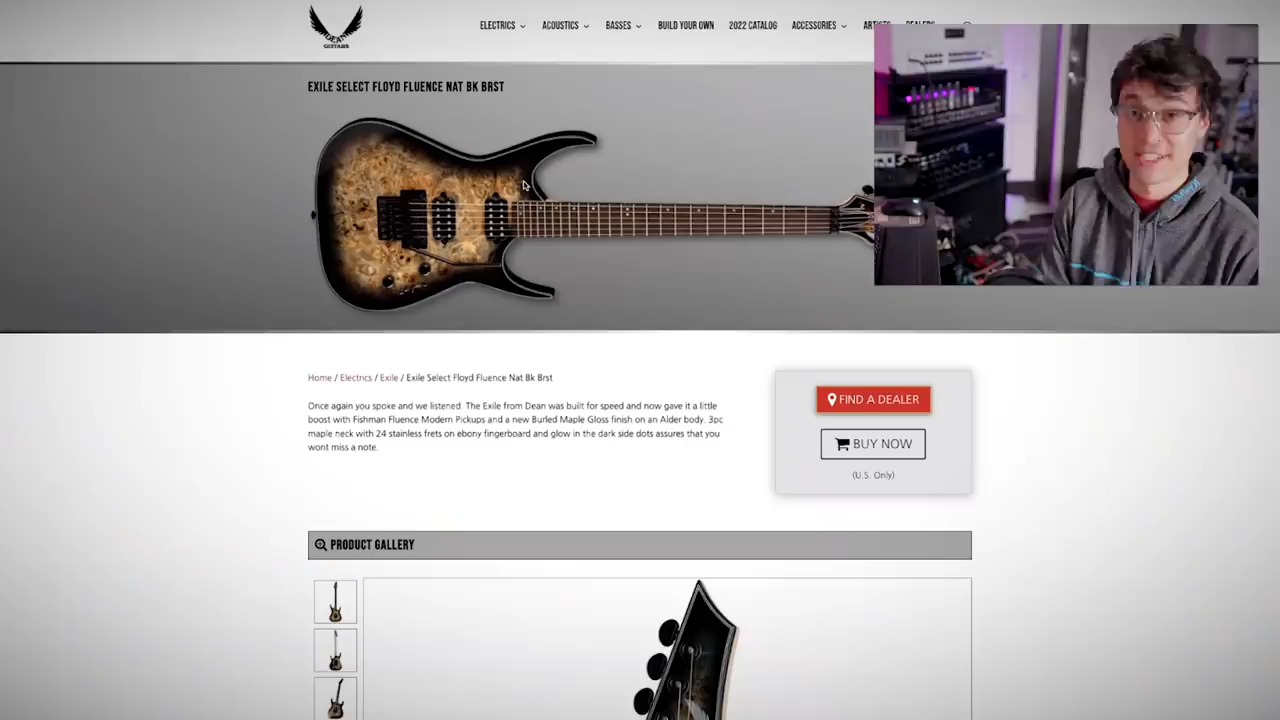 ELECTRICS
ACOUSTICS
BASSES
BUILD YOUR OWN
2022 CATALOG
ACCESSORIES
DEAN
GUITARS
EXILE SELECT FLOYD FLUENCE NAT BK BRST
Home / Electrics / Exile / Exile Select Floyd Fluence Nat Bk Brst
Once again you spoke and we listened. The Exile from Dean was built for speed and now gave it a little
boost with Fishman Fluence Modern Pickups and a new Burled Maple Gloss finish on an Alder body. 3pc
maple neck with 24 stainless frets on ebony fingerboard and glow in the dark side dots assures that you
wont miss a note.
FIND A DEALER
BUY NOW
(U.S. Only)
PRODUCT GALLERY